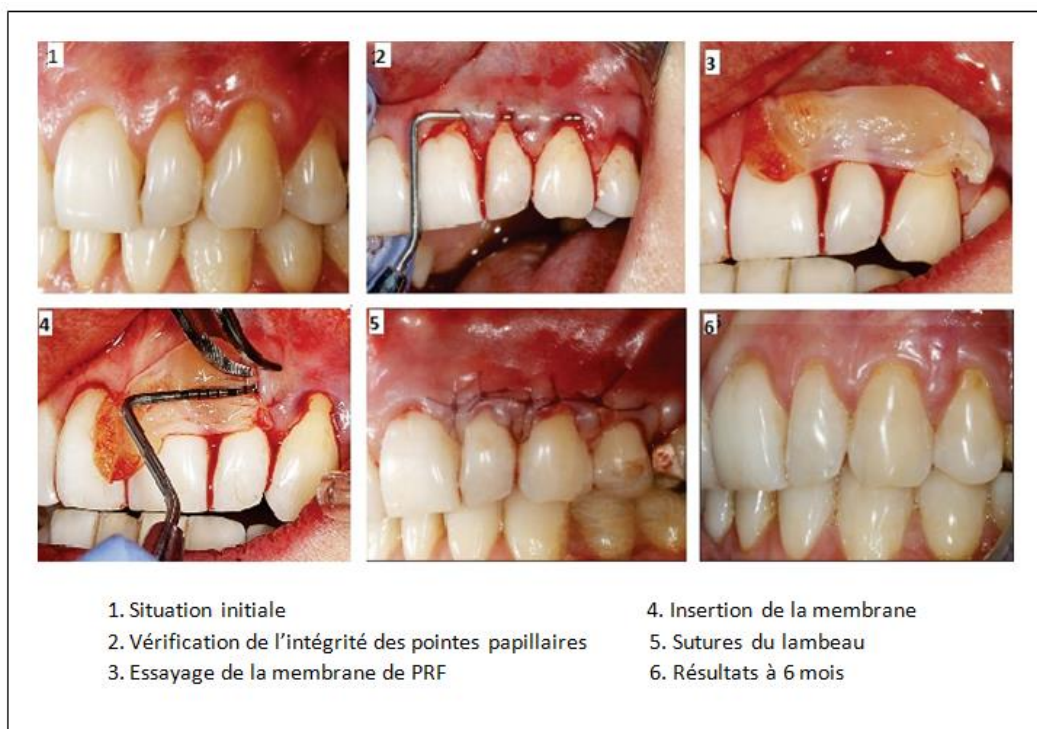 1
2
3
4
5
6
1. Situation initiale
2. Vérification de l'intégrité des pointes papillaires
3. Essayage de la membrane de PRF
4. Insertion de la membrane
5. Sutures du lambeau
6. Résultats à 6 mois